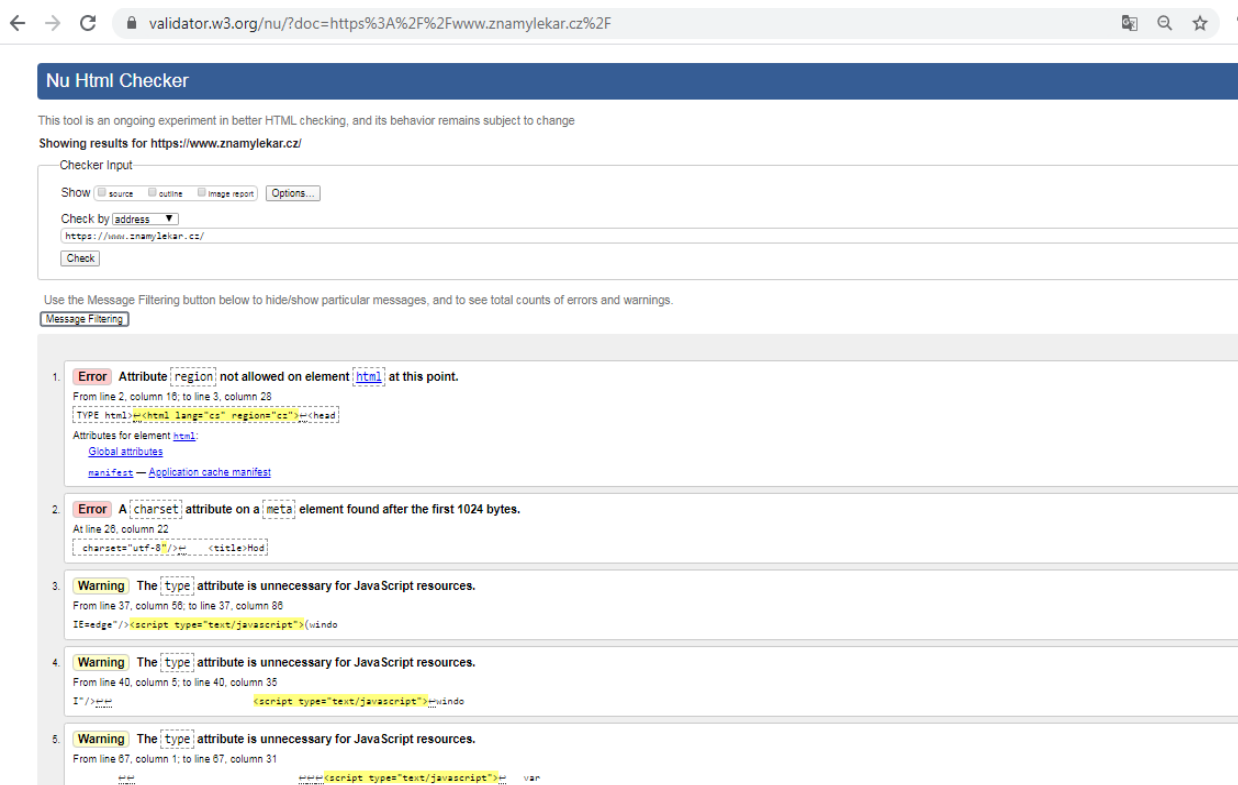 validator.w3.org/nu/?doc=https%3A%2F%2Fwww.znamylekar.cz%2F
Nu Html Checker
This tool is an ongoing experiment in better HTML checking, and its behavior remains subject to change
Showing results for https://www.znamylekar.cz/
Checker Input
Show source outline image report Options...
Check by address
https://www.znamylekar.cz/
Check
Use the Message Filtering button below to hide/show particular messages, and to see total counts of errors and warnings.
Message Filtering
1. Error Attribute region not allowed on element html at this point.
From line 2, column 16; to line 3, column 28
TYPE html>↩<html lang="cs" region="cz">↩<head
Attributes for element html:
Global attributes
manifest — Application cache manifest
2. Error A charset attribute on a meta element found after the first 1024 bytes.
At line 26, column 22
charset="utf-8"/>↩ <title>Hod
3. Warning The type attribute is unnecessary for JavaScript resources.
From line 37, column 56; to line 37, column 86
IE=edge"/><script type="text/javascript">(windo
4. Warning The type attribute is unnecessary for JavaScript resources.
From line 40, column 5; to line 40, column 35
I"/>↩↩ <script type="text/javascript">↩windo
5. Warning The type attribute is unnecessary for JavaScript resources.
From line 67, column 1; to line 67, column 31
↩↩ ↩↩↩<script type="text/javascript">↩ var